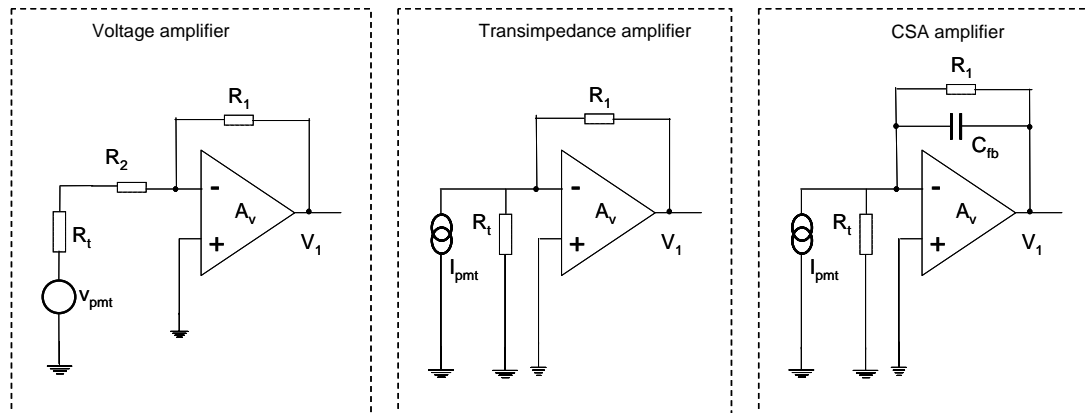 Voltage amplifier
R1
R2
-
Av
+
Rt
V1
vpmt
Transimpedance amplifier
R1
-
Av
+
Rt
V1
Ipmt
CSA amplifier
R1
Cfb
-
Av
+
Rt
V1
Ipmt